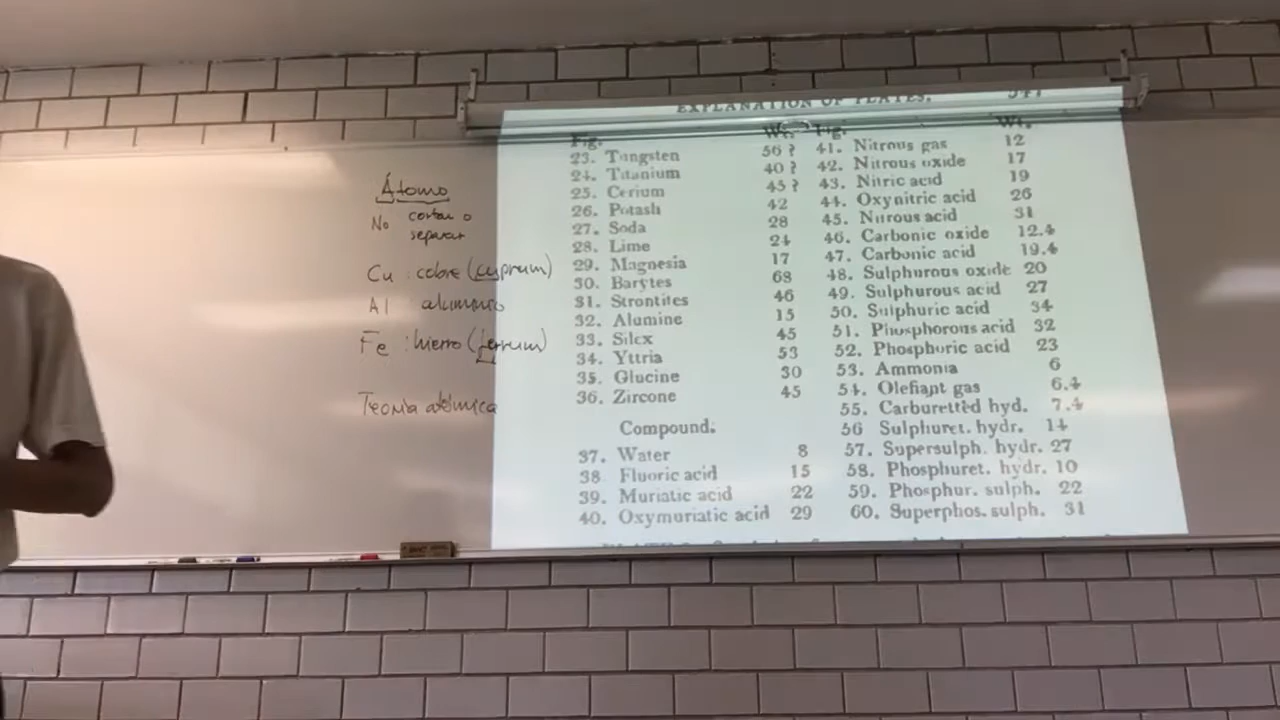 Átomo
No cortar o
separar
Cu : cobre (cuprum)
Al : aluminio
Fe : hierro (ferrum)
Teoría atómica
EXPLANATION OF PLATES. 547
Fig. Wt.
23. Tungsten 56 ?
24. Titanium 40 ?
25. Cerium 45 ?
26. Potash 42
27. Soda 28
28. Lime 24
29. Magnesia 17
30. Barytes 68
31. Strontites 46
32. Alumine 15
33. Silex 45
34. Yttria 53
35. Glucine 30
36. Zircone 45
Compound.
37. Water 8
38 Fluoric acid 15
39. Muriatic acid 22
40. Oxymuriatic acid 29
Fig. Wt.
41. Nitrous gas 12
42. Nitrous oxide 17
43. Nitric acid 19
44. Oxynitric acid 26
45. Nitrous acid 31
46. Carbonic oxide 12.4
47. Carbonic acid 19.4
48. Sulphurous oxide 20
49. Sulphurous acid 27
50. Sulphuric acid 34
51. Phosphorous acid 32
52. Phosphoric acid 23
53. Ammonia 6
54. Olefiant gas 6.4
55. Carburetted hyd. 7.4
56 Sulphuret. hydr. 14
57. Supersulph. hydr. 27
58. Phosphuret. hydr. 10
59. Phosphur. sulph. 22
60. Superphos. sulph. 31